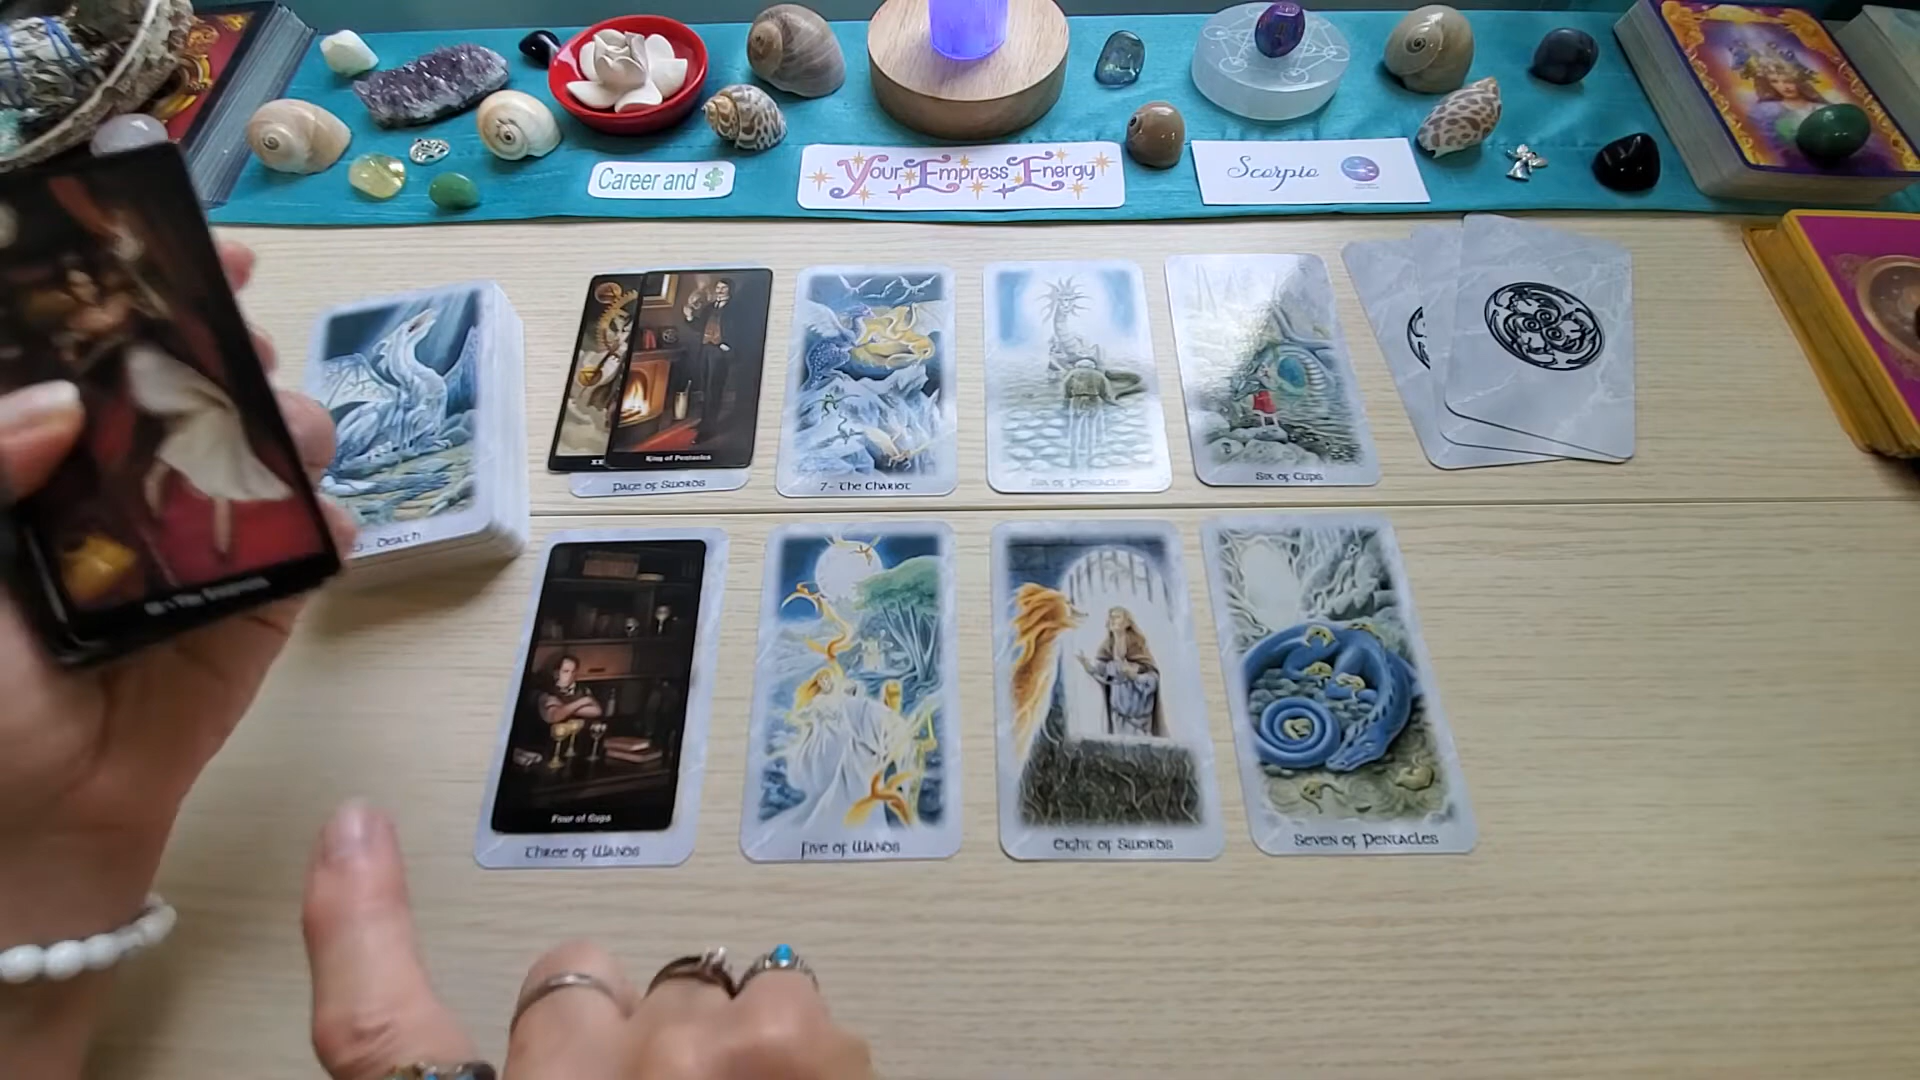 Career and $
Your Empress Energy
Scorpio
XX
King of Pentacles
Page of Swords
7 - The Chariot
Six of Pentacles
Six of Cups
- Death
Four of Cups
Three of Wands
Five of Wands
Eight of Swords
Seven of Pentacles